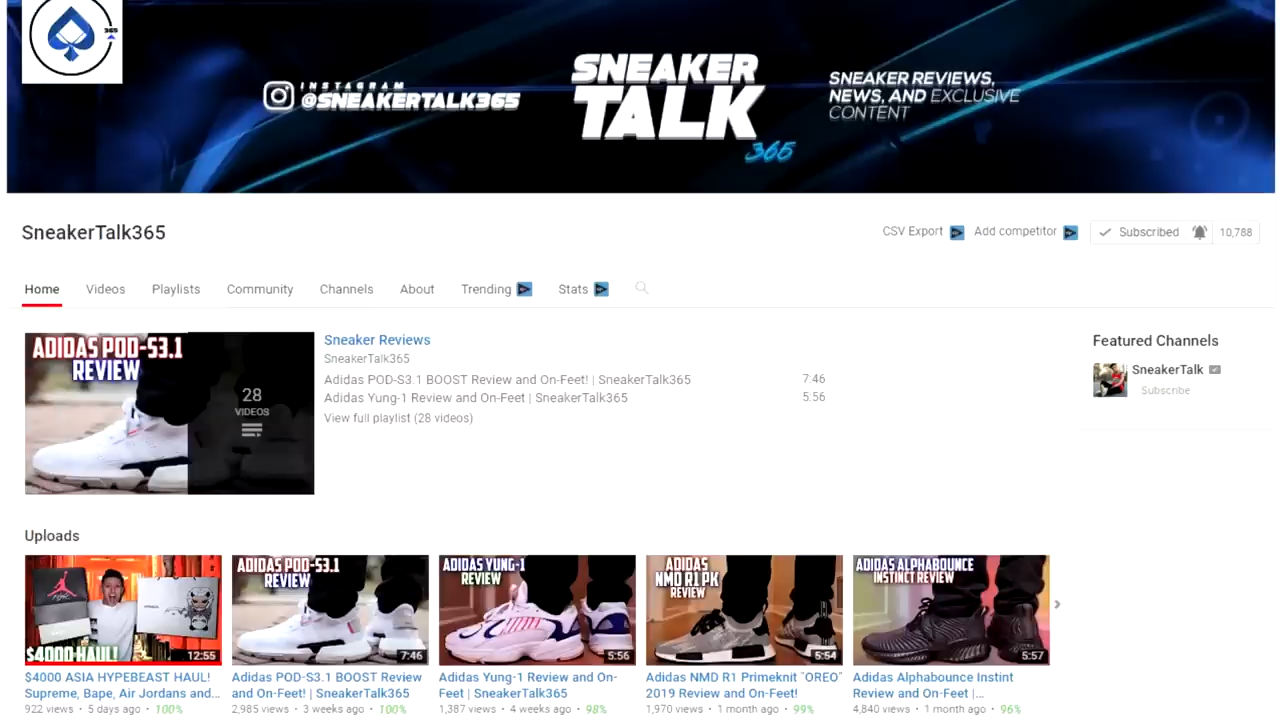 365
INSTAGRAM
@SNEAKERTALK365
SNEAKER
TALK
365
SNEAKER REVIEWS,
NEWS, AND EXCLUSIVE
CONTENT
SneakerTalk365
CSV Export
Add competitor
Subscribed
10,788
Home
Videos
Playlists
Community
Channels
About
Trending
Stats
ADIDAS POD-S3.1
REVIEW
28
VIDEOS
Sneaker Reviews
SneakerTalk365
Adidas POD-S3.1 BOOST Review and On-Feet! | SneakerTalk365 7:46
Adidas Yung-1 Review and On-Feet | SneakerTalk365 5:56
View full playlist (28 videos)
Featured Channels
SneakerTalk
Subscribe
Uploads
$4000 HAUL!
12:55
ADIDAS POD-S3.1
REVIEW
7:46
ADIDAS YUNG-1
REVIEW
5:56
ADIDAS
NMD R1 PK
REVIEW
5:54
ADIDAS ALPHABOUNCE
INSTINCT REVIEW
5:57
$4000 ASIA HYPEBEAST HAUL!
Supreme, Bape, Air Jordans and...
922 views • 5 days ago • 100%
Adidas POD-S3.1 BOOST Review
and On-Feet! | SneakerTalk365
2,985 views • 3 weeks ago • 100%
Adidas Yung-1 Review and On-
Feet | SneakerTalk365
1,387 views • 4 weeks ago • 98%
Adidas NMD R1 Primeknit "OREO"
2019 Review and On-Feet!
1,970 views • 1 month ago • 99%
Adidas Alphabounce Instint
Review and On-Feet |...
4,840 views • 1 month ago • 96%